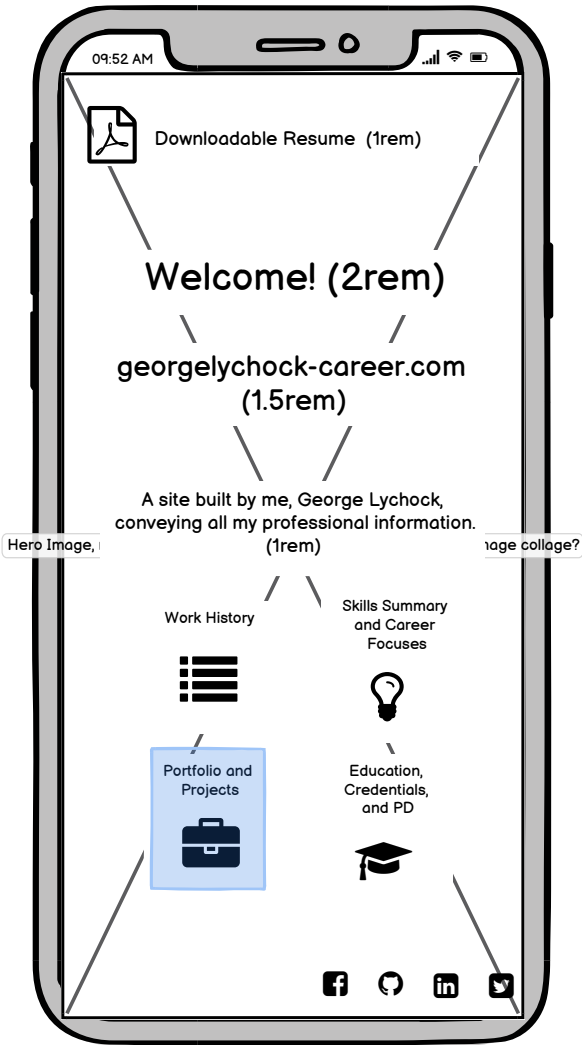 09:52 AM
Downloadable Resume (1rem)
Welcome! (2rem)
georgelychock-career.com
(1.5rem)
A site built by me, George Lychock,
conveying all my professional information.
(1rem)
Hero Image,
collage?
Work History
Skills Summary
and Career
Focuses
Portfolio and
Projects
Education,
Credentials,
and PD
in